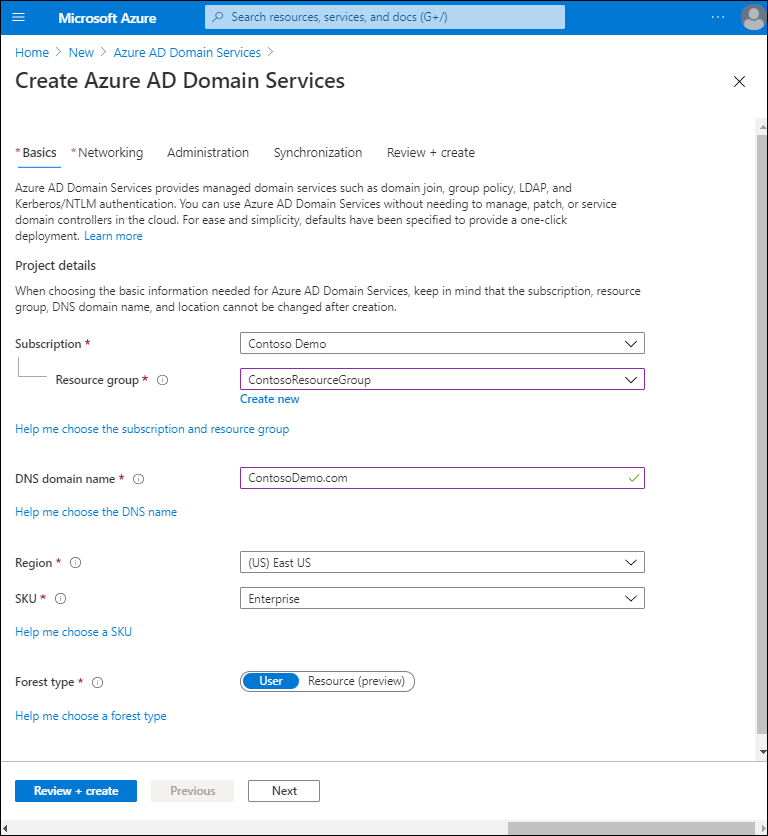 Microsoft Azure
Search resources, services, and docs (G+/)
...
Home > New > Azure AD Domain Services >
Create Azure AD Domain Services
* Basics * Networking Administration Synchronization Review + create
Azure AD Domain Services provides managed domain services such as domain join, group policy, LDAP, and
Kerberos/NTLM authentication. You can use Azure AD Domain Services without needing to manage, patch, or service
domain controllers in the cloud. For ease and simplicity, defaults have been specified to provide a one-click
deployment. Learn more
Project details
When choosing the basic information needed for Azure AD Domain Services, keep in mind that the subscription, resource
group, DNS domain name, and location cannot be changed after creation.
Subscription * Contoso Demo
Resource group * ContosoResourceGroup
Create new
Help me choose the subscription and resource group
DNS domain name * ContosoDemo.com
Help me choose the DNS name
Region * (US) East US
SKU * Enterprise
Help me choose a SKU
Forest type * User Resource (preview)
Help me choose a forest type
Review + create Previous Next